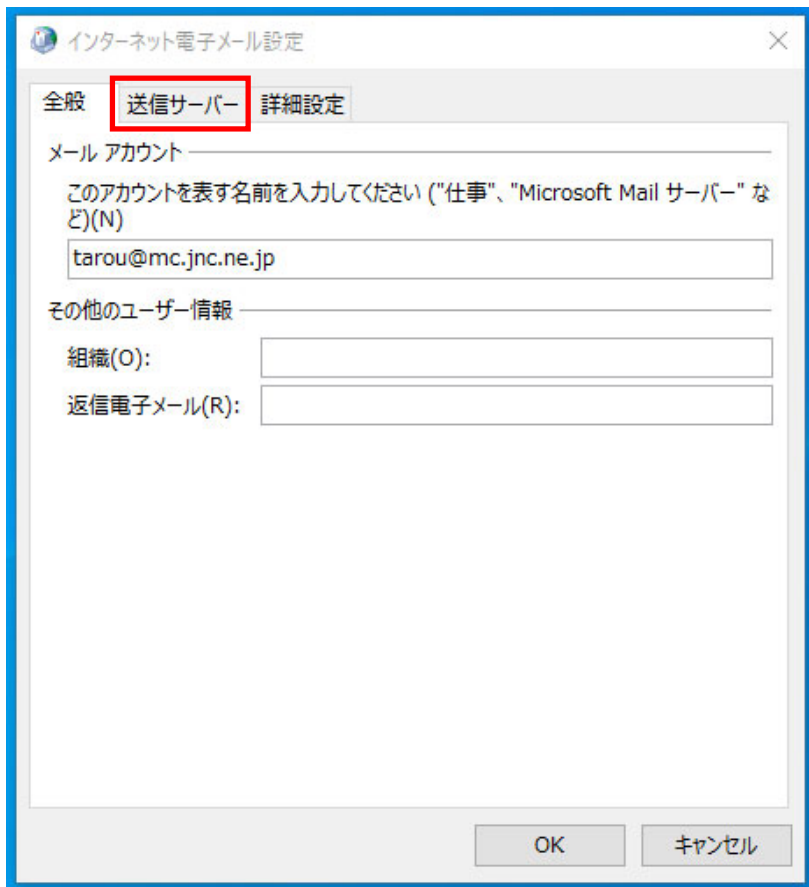 インターネット電子メール設定
全般
送信サーバー
詳細設定
メール アカウント
このアカウントを表す名前を入力してください ("仕事"、"Microsoft Mail サーバー" な
ど)(N)
tarou@mc.jnc.ne.jp
その他のユーザー情報
組織(O):
返信電子メール(R):
OK
キャンセル